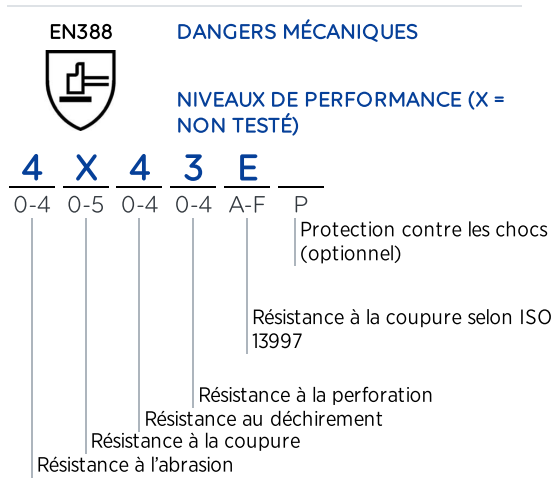 EN388
DANGERS MÉCANIQUES
NIVEAUX DE PERFORMANCE (X =
NON TESTÉ)
4 X 4 3 E
0-4 0-5 0-4 0-4 A-F P
Protection contre les chocs
(optionnel)
Résistance à la coupure selon ISO
13997
Résistance à la perforation
Résistance au déchirement
Résistance à la coupure
Résistance à l'abrasion